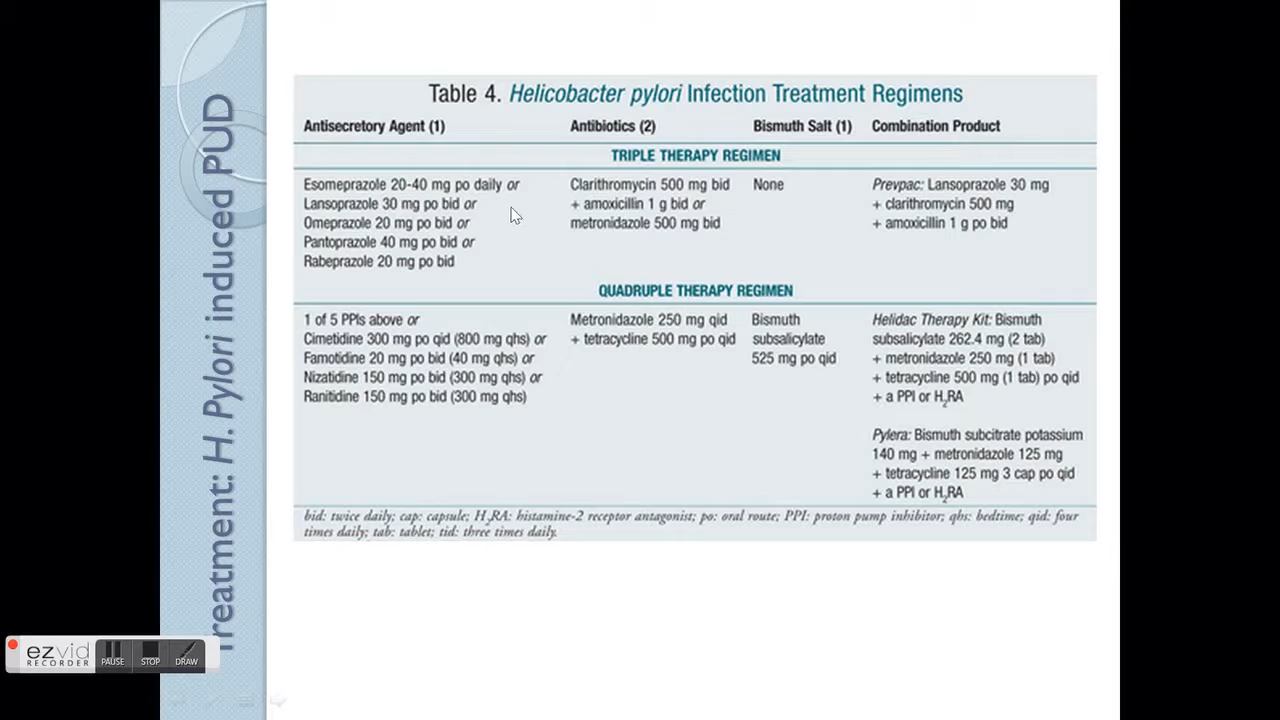 Treatment: H. Pylori induced PUD
Table 4. Helicobacter pylori Infection Treatment Regimens
Antisecretory Agent (1) Antibiotics (2) Bismuth Salt (1) Combination Product
TRIPLE THERAPY REGIMEN
Esomeprazole 20-40 mg po daily or Clarithromycin 500 mg bid None Prevpac: Lansoprazole 30 mg
Lansoprazole 30 mg po bid or + amoxicillin 1 g bid or + clarithromycin 500 mg
Omeprazole 20 mg po bid or metronidazole 500 mg bid + amoxicillin 1 g po bid
Pantoprazole 40 mg po bid or
Rabeprazole 20 mg po bid
QUADRUPLE THERAPY REGIMEN
1 of 5 PPIs above or Metronidazole 250 mg qid Bismuth Helidac Therapy Kit: Bismuth
Cimetidine 300 mg po qid (800 mg qhs) or + tetracycline 500 mg po qid subsalicylate subsalicylate 262.4 mg (2 tab)
Famotidine 20 mg po bid (40 mg qhs) or 525 mg po qid + metronidazole 250 mg (1 tab)
Nizatidine 150 mg po bid (300 mg qhs) or + tetracycline 500 mg (1 tab) po qid
Ranitidine 150 mg po bid (300 mg qhs) + a PPI or H₂RA
Pylera: Bismuth subcitrate potassium
140 mg + metronidazole 125 mg
+ tetracycline 125 mg 3 cap po qid
+ a PPI or H₂RA
bid: twice daily; cap: capsule; H₂RA: histamine-2 receptor antagonist; po: oral route; PPI: proton pump inhibitor; qhs: bedtime; qid: four
times daily; tab: tablet; tid: three times daily.
ezvid
RECORDER
PAUSE STOP DRAW